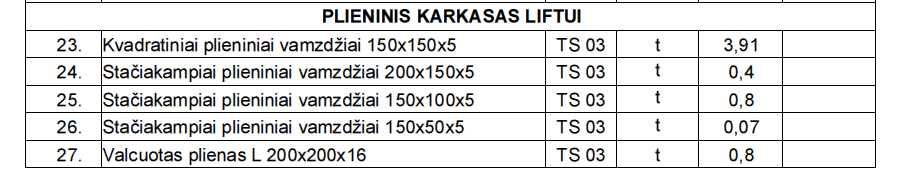 PLIENINIS KARKASAS LIFTUI
23. Kvadratiniai plieniniai vamzdžiai 150x150x5 TS 03 t 3,91
24. Stačiakampiai plieniniai vamzdžiai 200x150x5 TS 03 t 0,4
25. Stačiakampiai plieniniai vamzdžiai 150x100x5 TS 03 t 0,8
26. Stačiakampiai plieniniai vamzdžiai 150x50x5 TS 03 t 0,07
27. Valcuotas plienas L 200x200x16 TS 03 t 0,8